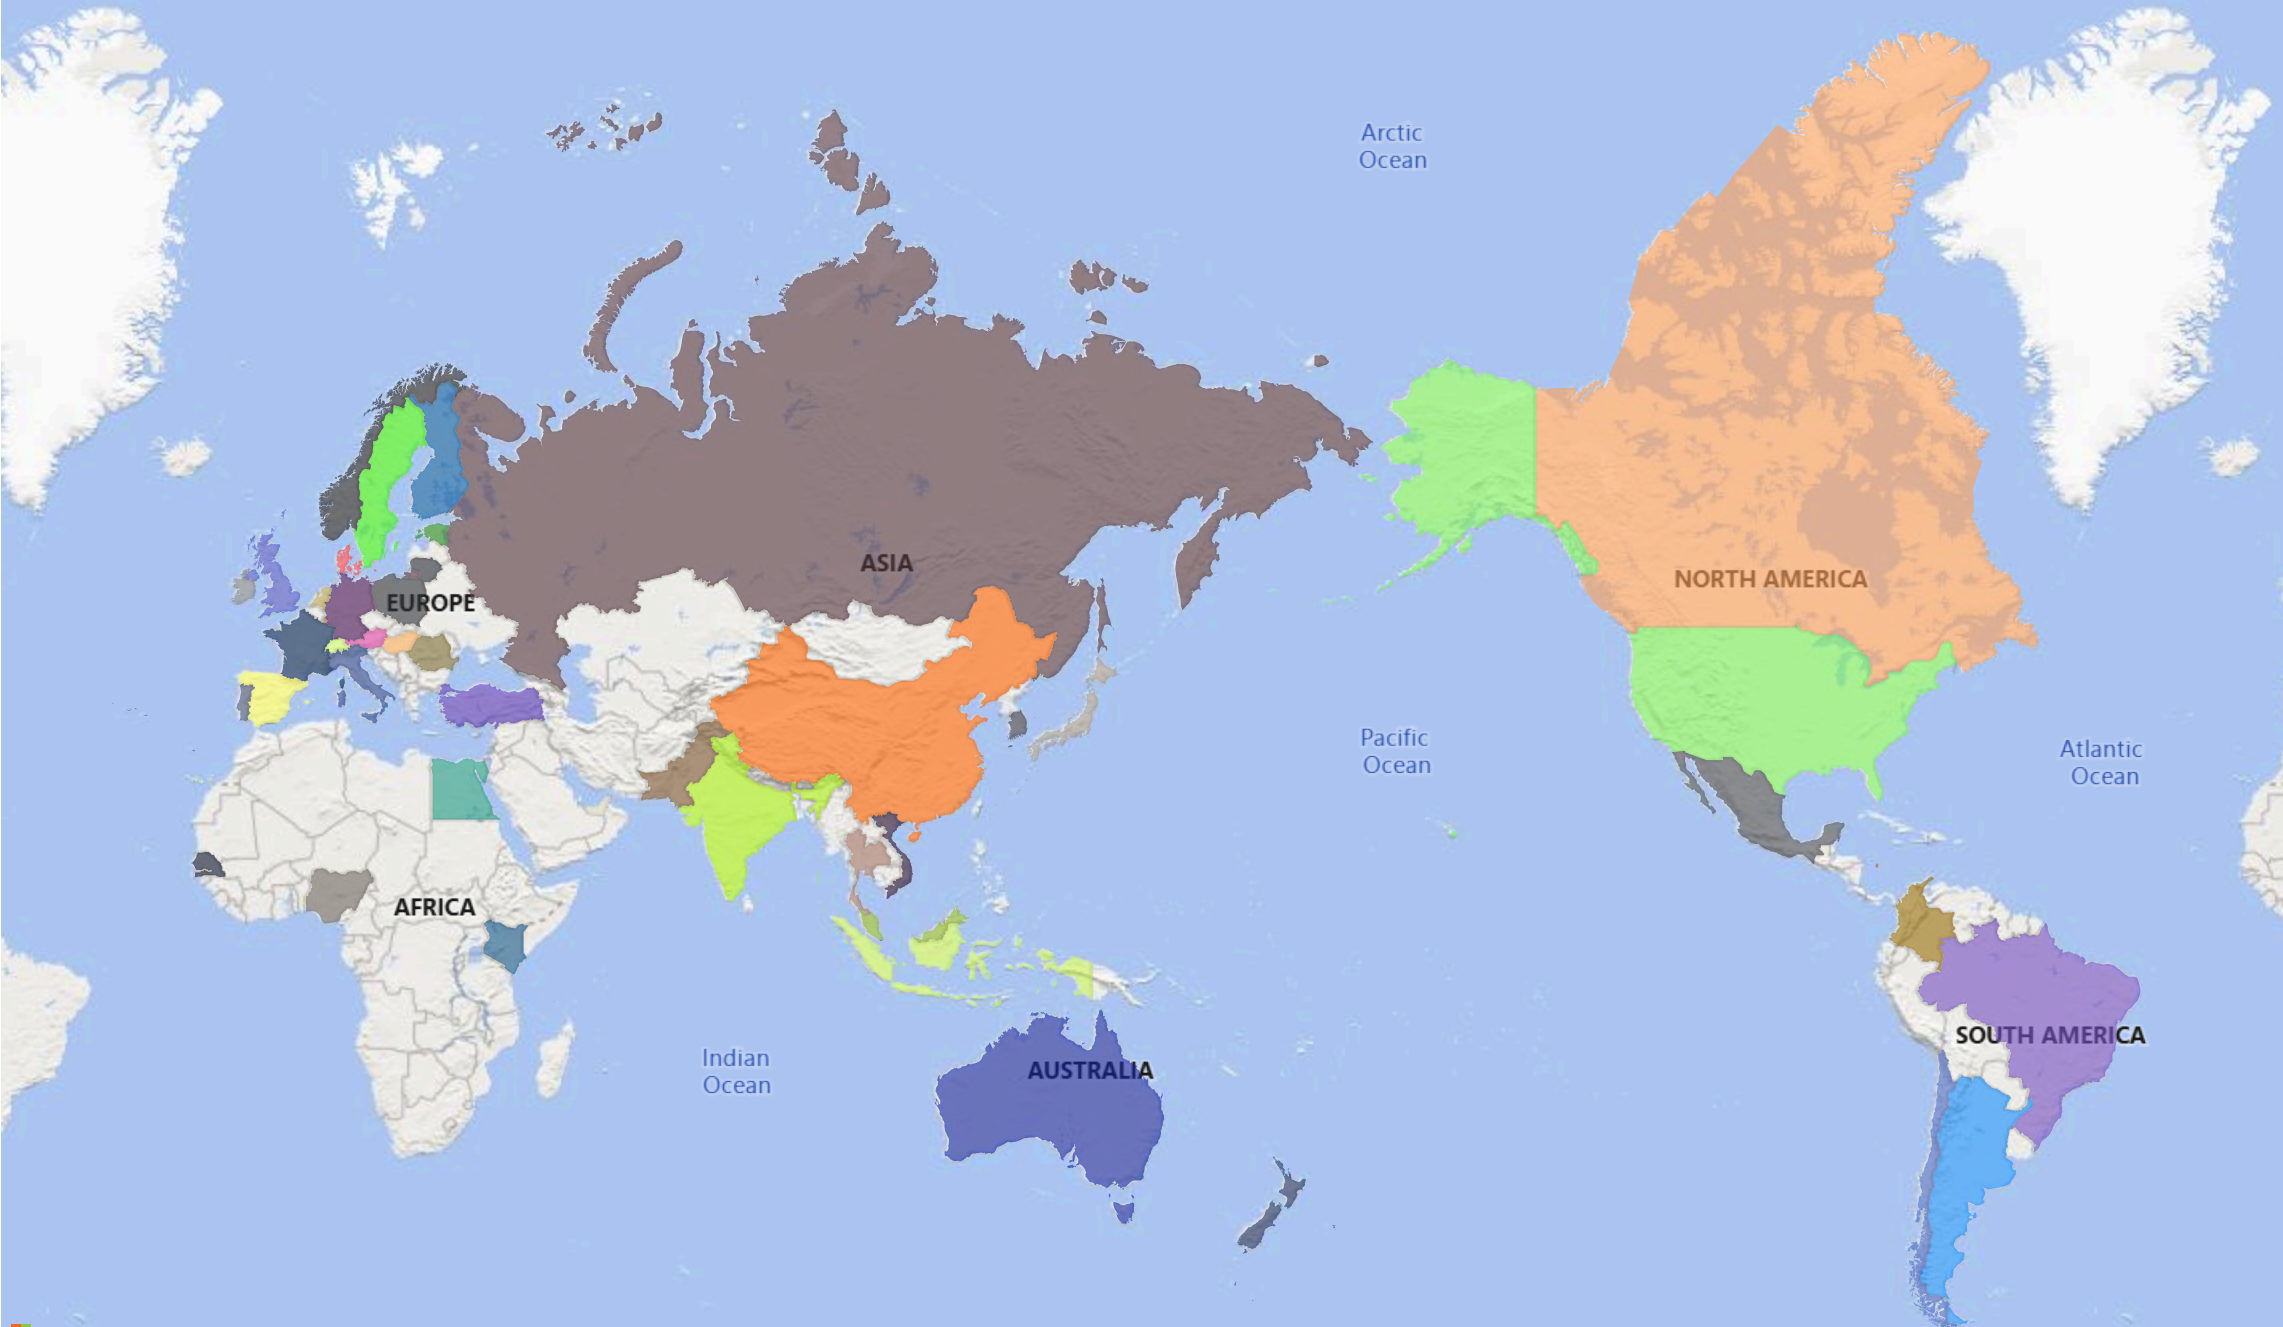 Arctic
Ocean
ASIA
NORTH AMERICA
EUROPE
Pacific
Ocean
Atlantic
Ocean
AFRICA
SOUTH AMERICA
Indian
Ocean
AUSTRALIA